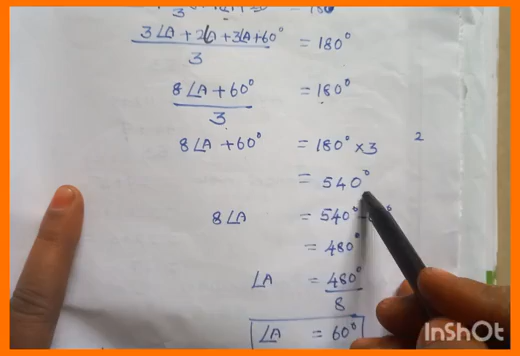 3∠A + 2∠A + 3∠A + 60° = 180°
3
8∠A + 60° = 180°
3
8∠A + 60° = 180° × 3
2
= 540°
8∠A = 540° -
= 480°
∠A = 480°
8
∠A = 60°
InShOt